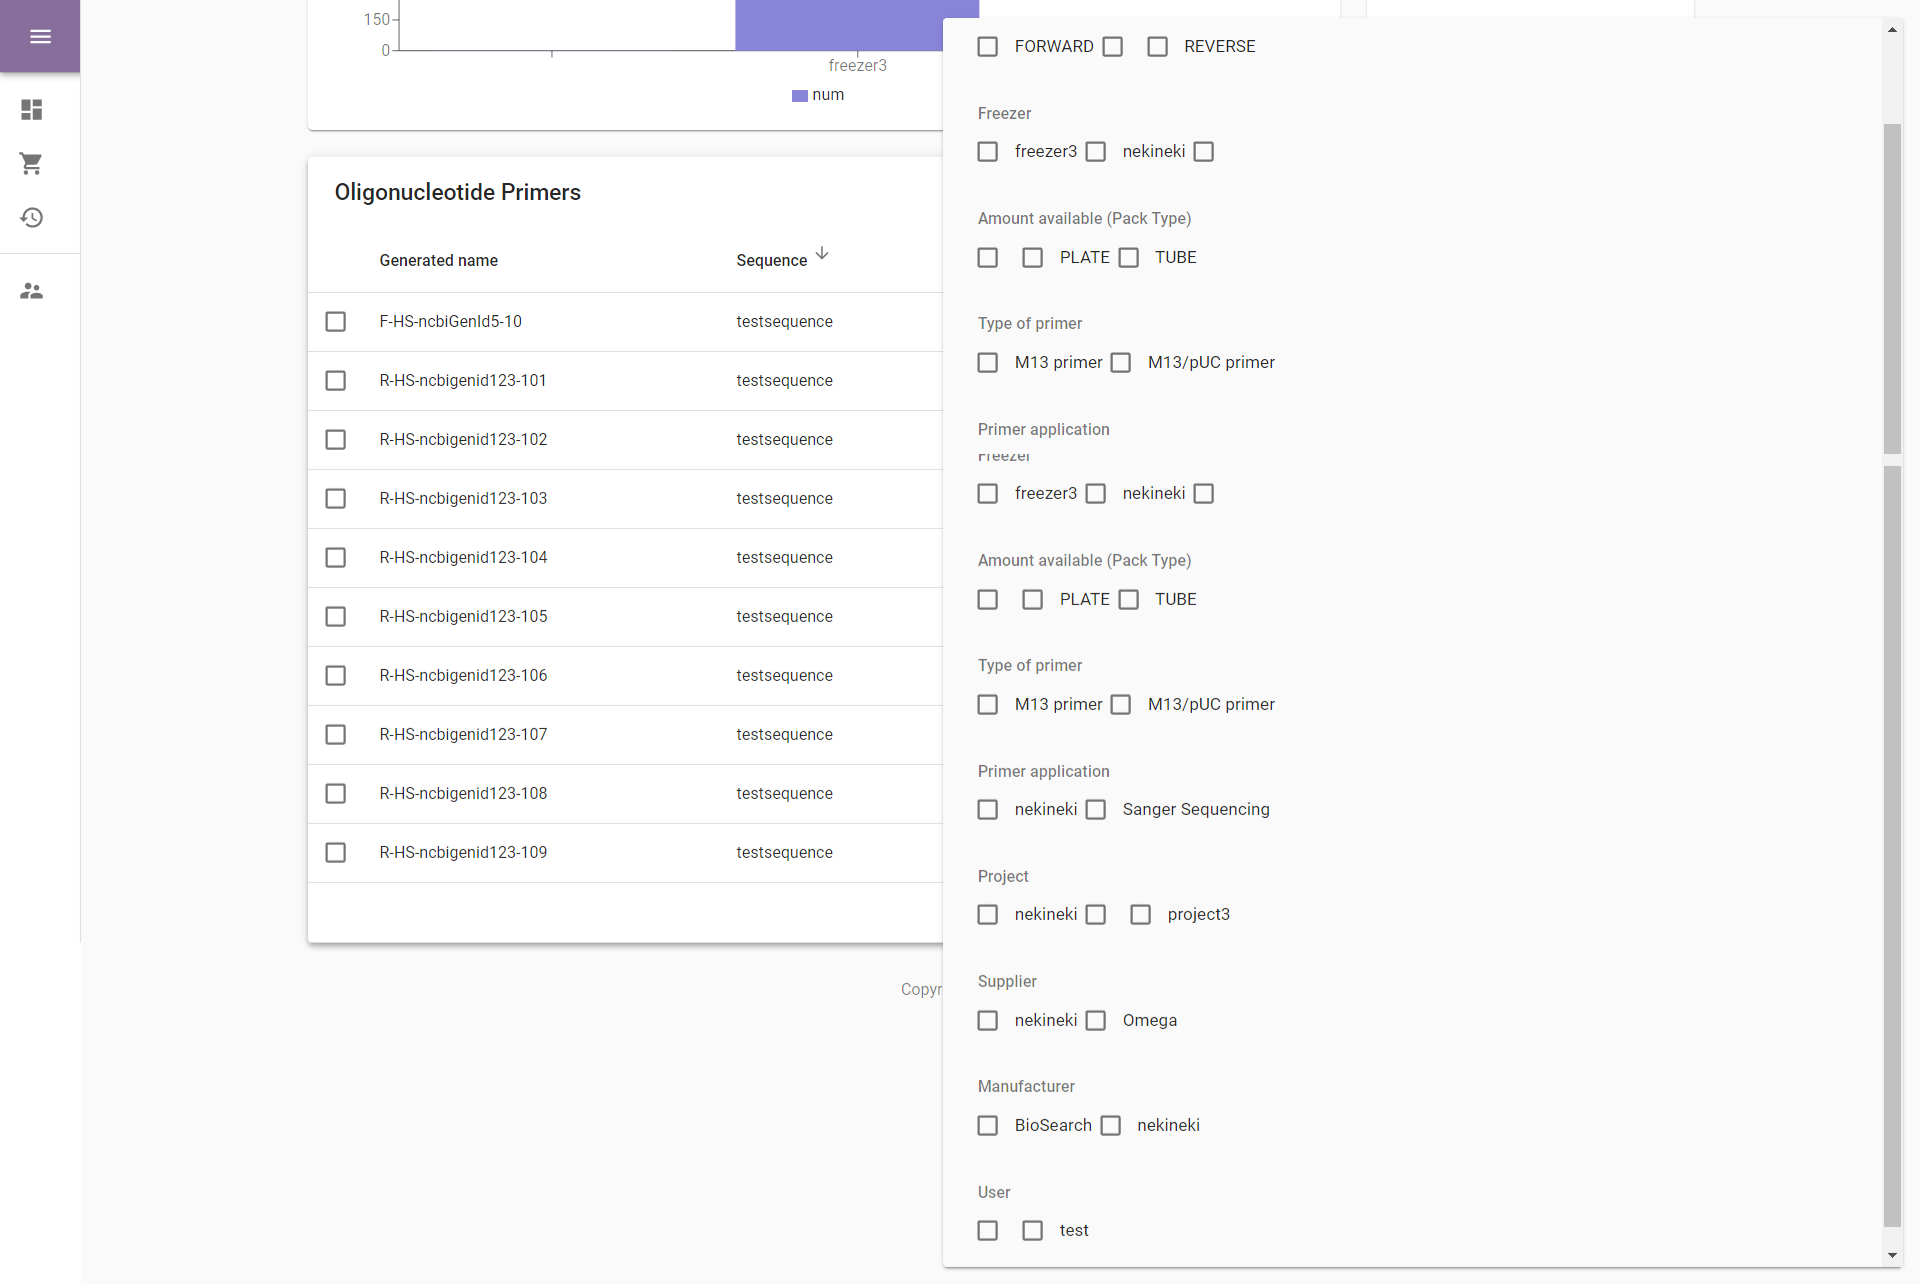 150
0
freezer3
num
Oligonucleotide Primers
Generated name Sequence
F-HS-ncbiGenId5-10 testsequence
R-HS-ncbigenid123-101 testsequence
R-HS-ncbigenid123-102 testsequence
R-HS-ncbigenid123-103 testsequence
R-HS-ncbigenid123-104 testsequence
R-HS-ncbigenid123-105 testsequence
R-HS-ncbigenid123-106 testsequence
R-HS-ncbigenid123-107 testsequence
R-HS-ncbigenid123-108 testsequence
R-HS-ncbigenid123-109 testsequence
Copyr
FORWARD REVERSE
Freezer
freezer3 nekineki
Amount available (Pack Type)
PLATE TUBE
Type of primer
M13 primer M13/pUC primer
Primer application
Freezer
freezer3 nekineki
Amount available (Pack Type)
PLATE TUBE
Type of primer
M13 primer M13/pUC primer
Primer application
nekineki Sanger Sequencing
Project
nekineki project3
Supplier
nekineki Omega
Manufacturer
BioSearch nekineki
User
test